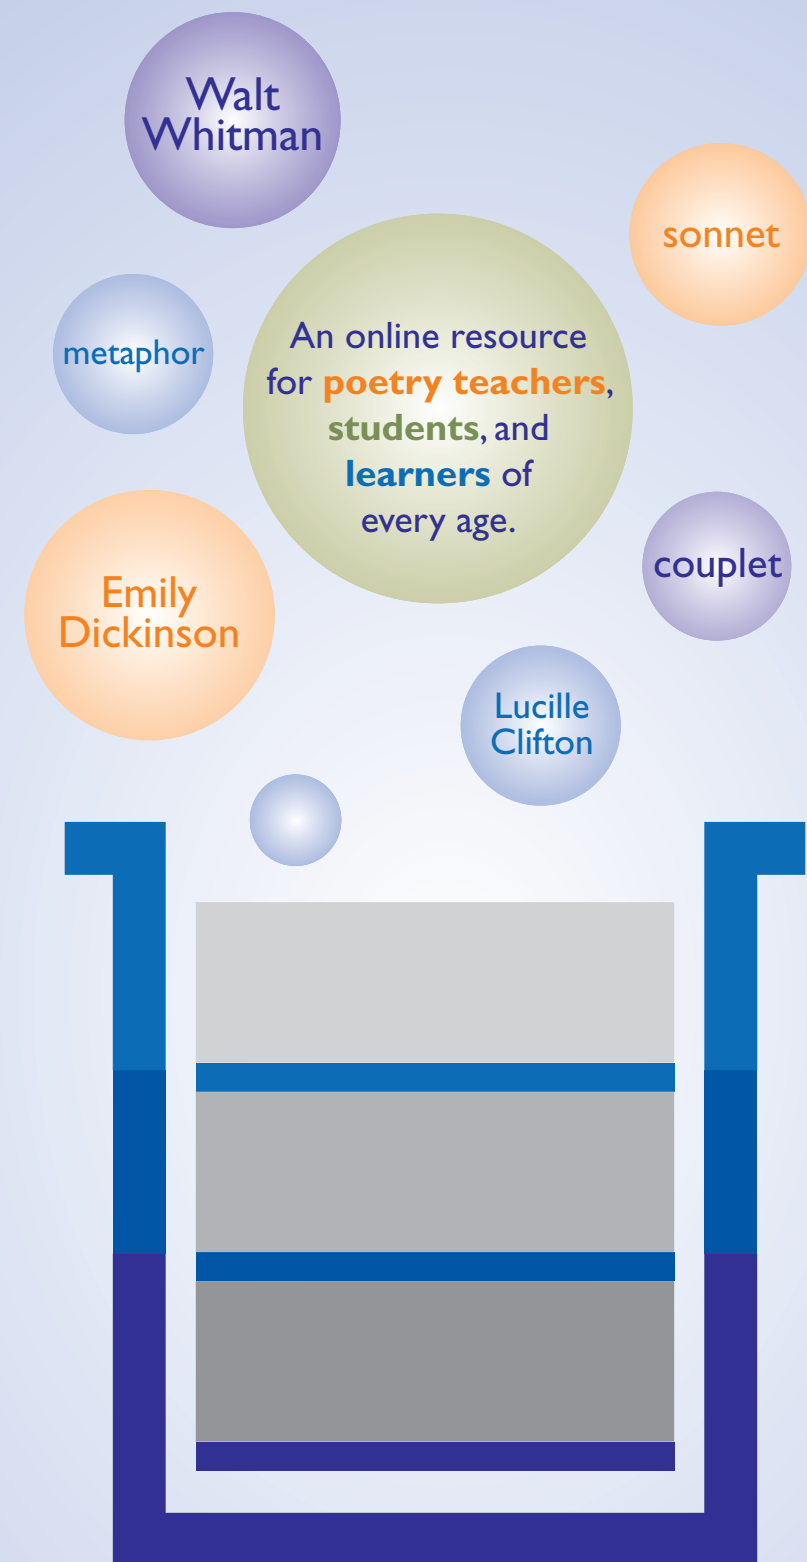 Walt
Whitman
sonnet
An online resource
for poetry teachers,
students, and
learners of
every age.
metaphor
Emily
Dickinson
couplet
Lucille
Clifton